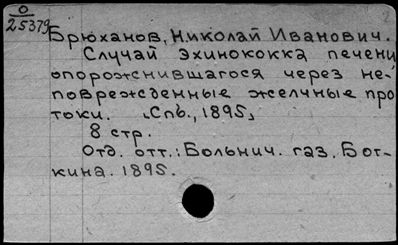 О
25379
Брюханов, Николай Иванович.
Случай эхинококка печени
опорожнившагося через не-
поврежденные желчные про
токи. „Спб., 1895„
8 стр.
Отд. отт.: Больнич. газ. Бот-
кина. 1895.